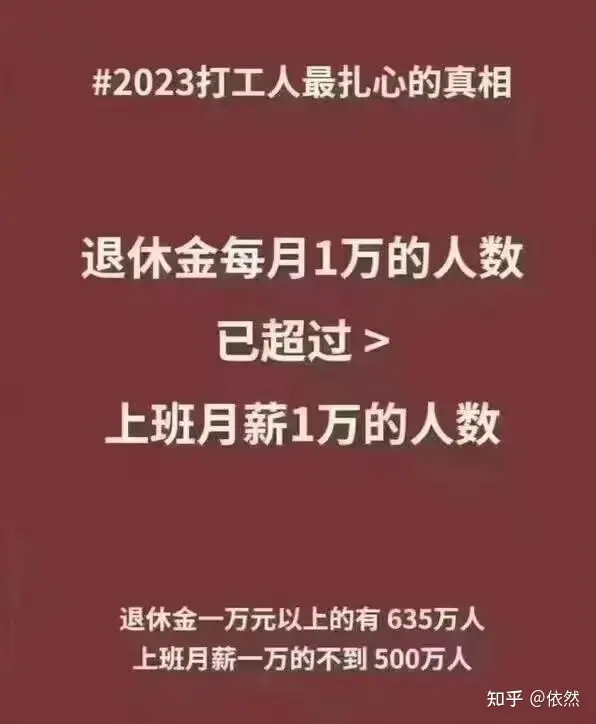 #2023打工人最扎心的真相
退休金每月1万的人数
已超过 >
上班月薪1万的人数
退休金一万元以上的有 635万人
上班月薪一万的不到 500万人
知乎 @依然